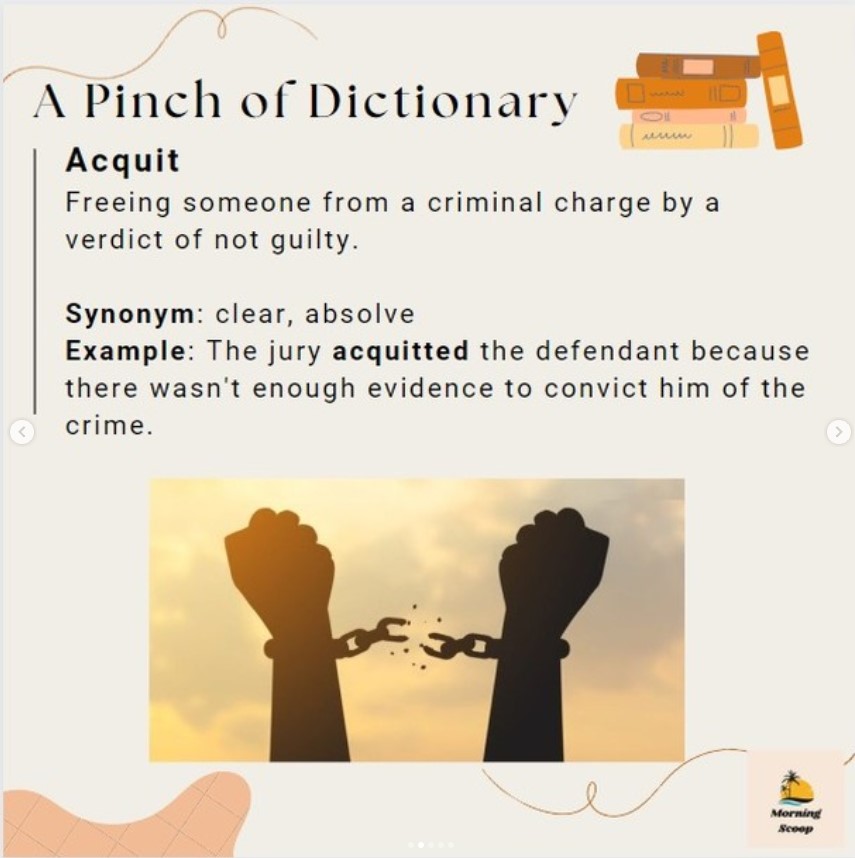 A Pinch of Dictionary
Acquit
Freeing someone from a criminal charge by a
verdict of not guilty.
Synonym: clear, absolve
Example: The jury acquitted the defendant because
there wasn't enough evidence to convict him of the
crime.
Morning
Scoop